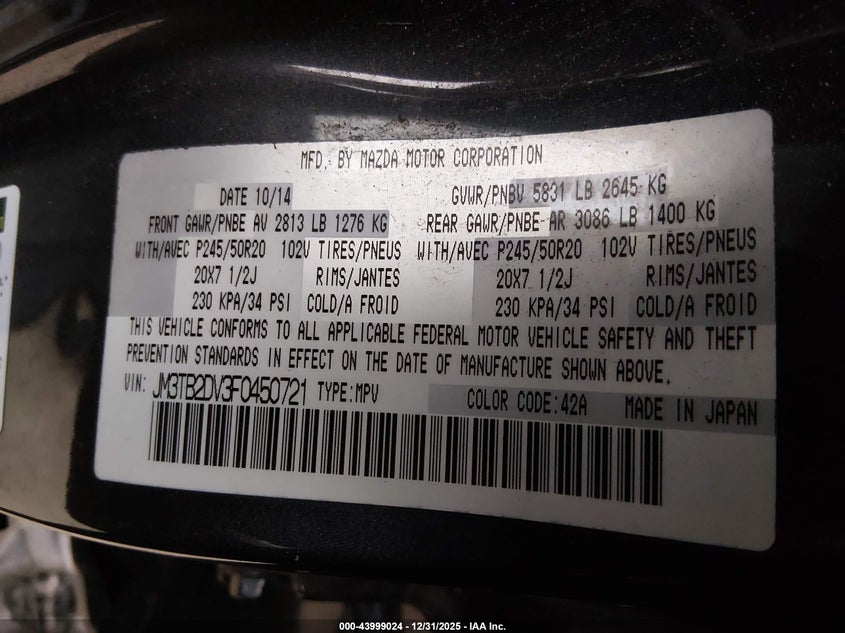 MFD. BY MAZDA MOTOR CORPORATION
DATE 10/14 GVWR/PNBV 5831 LB 2645 KG
FRONT GAWR/PNBE AV 2813 LB 1276 KG REAR GAWR/PNBE AR 3086 LB 1400 KG
WITH/AVEC P245/50R20 102V TIRES/PNEUS WITH/AVEC P245/50R20 102V TIRES/PNEUS
20X7 1/2J RIMS/JANTES 20X7 1/2J RIMS/JANTES
230 KPA/34 PSI COLD/A FROID 230 KPA/34 PSI COLD/A FROID
THIS VEHICLE CONFORMS TO ALL APPLICABLE FEDERAL MOTOR VEHICLE SAFETY AND THEFT
PREVENTION STANDARDS IN EFFECT ON THE DATE OF MANUFACTURE SHOWN ABOVE.
VIN: JM3TB2DV3F0450721 TYPE:MPV COLOR CODE:42A MADE IN JAPAN
000-43999024 - 12/31/2025 - IAA Inc.